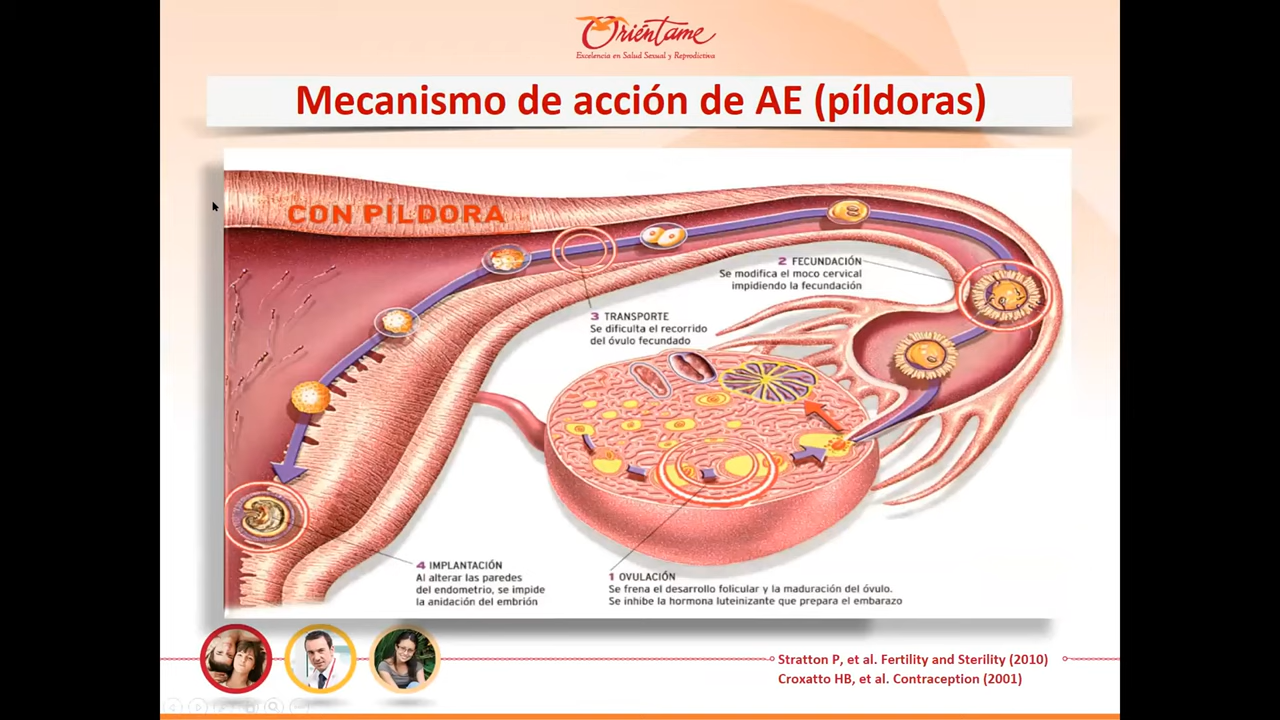 Oriéntame
Excelencia en Salud Sexual y Reproductiva
Mecanismo de acción de AE (píldoras)
CON PÍLDORA
2 FECUNDACIÓN
Se modifica el moco cervical
impidiendo la fecundación
3 TRANSPORTE
Se dificulta el recorrido
del óvulo fecundado
4 IMPLANTACIÓN
Al alterar las paredes
del endometrio, se impide
la anidación del embrión
1 OVULACIÓN
Se frena el desarrollo folicular y la maduración del óvulo.
Se inhibe la hormona luteinizante que prepara el embarazo
Stratton P, et al. Fertility and Sterility (2010)
Croxatto HB, et al. Contraception (2001)